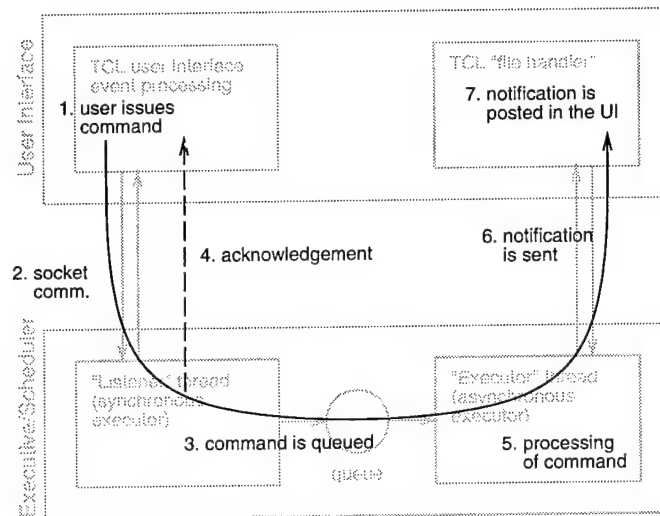 User Interface
TCL user interface
event processing
1. user issues
command
TCL "file handler"
7. notification is
posted in the UI
2. socket
comm.
4. acknowledgement
6. notification
is sent
Executive/Scheduler
"Listener" thread
(synchronous
executor)
3. command is queued
queue
"Executor" thread
(asynchronous
executor)
5. processing
of command